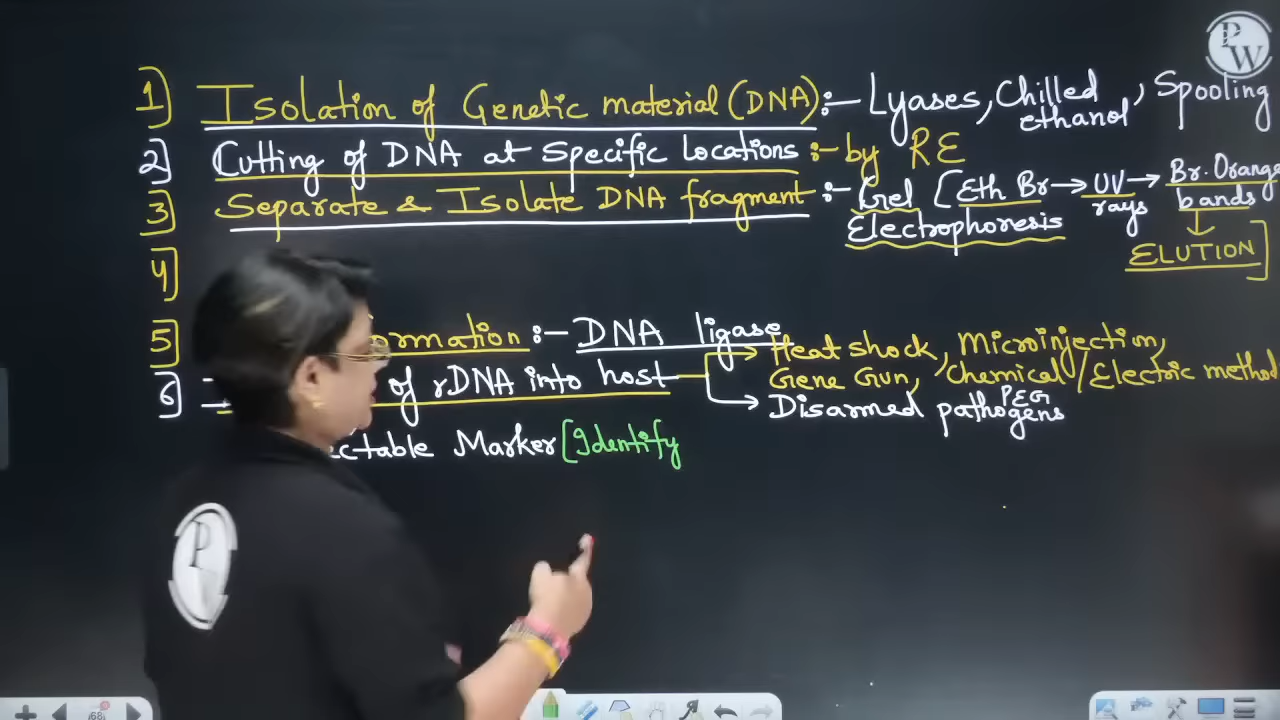 PW
1] Isolation of Genetic material (DNA):- Lyases, Chilled ethanol, Spooling
2] Cutting of DNA at Specific Locations :- by RE
3] Separate & Isolate DNA fragment :- Gel Electrophoresis [Eth Br → UV rays → Br. Orange bands ↓ ELUTION]
4]
5] ormation :- DNA ligase
6] → of rDNA into host → Heat shock, Microinjection,
Gene Gun, Chemical / Electric method
PEG
→ Disarmed pathogens
ectable Marker [Identify
P
68